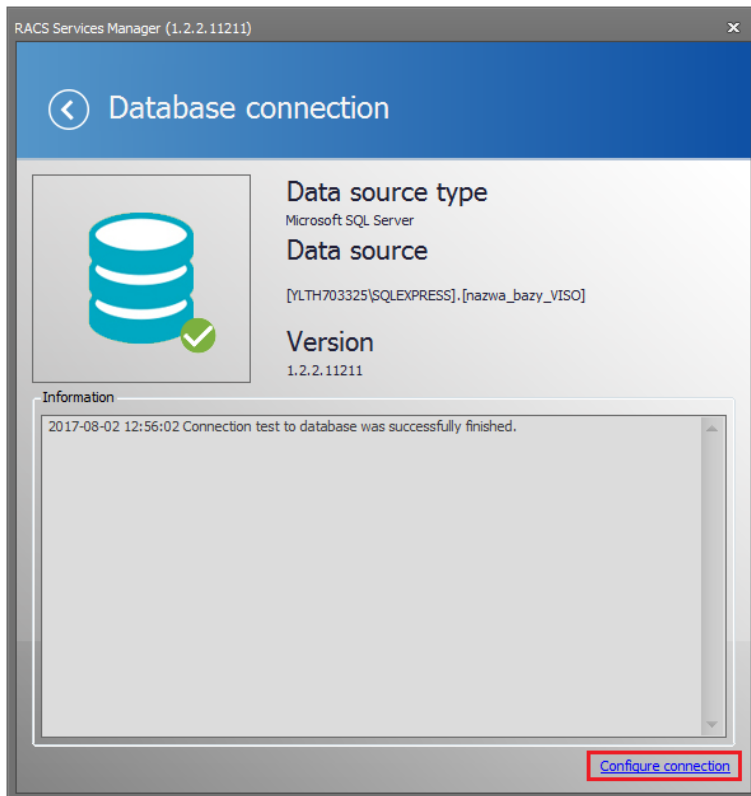 RACS Services Manager (1.2.2.11211)
Database connection
Data source type
Microsoft SQL Server
Data source
[YLTH703325\SQLEXPRESS].[nazwa_bazy_VISO]
Version
1.2.2.11211
Information
2017-08-02 12:56:02 Connection test to database was successfully finished.
Configure connection